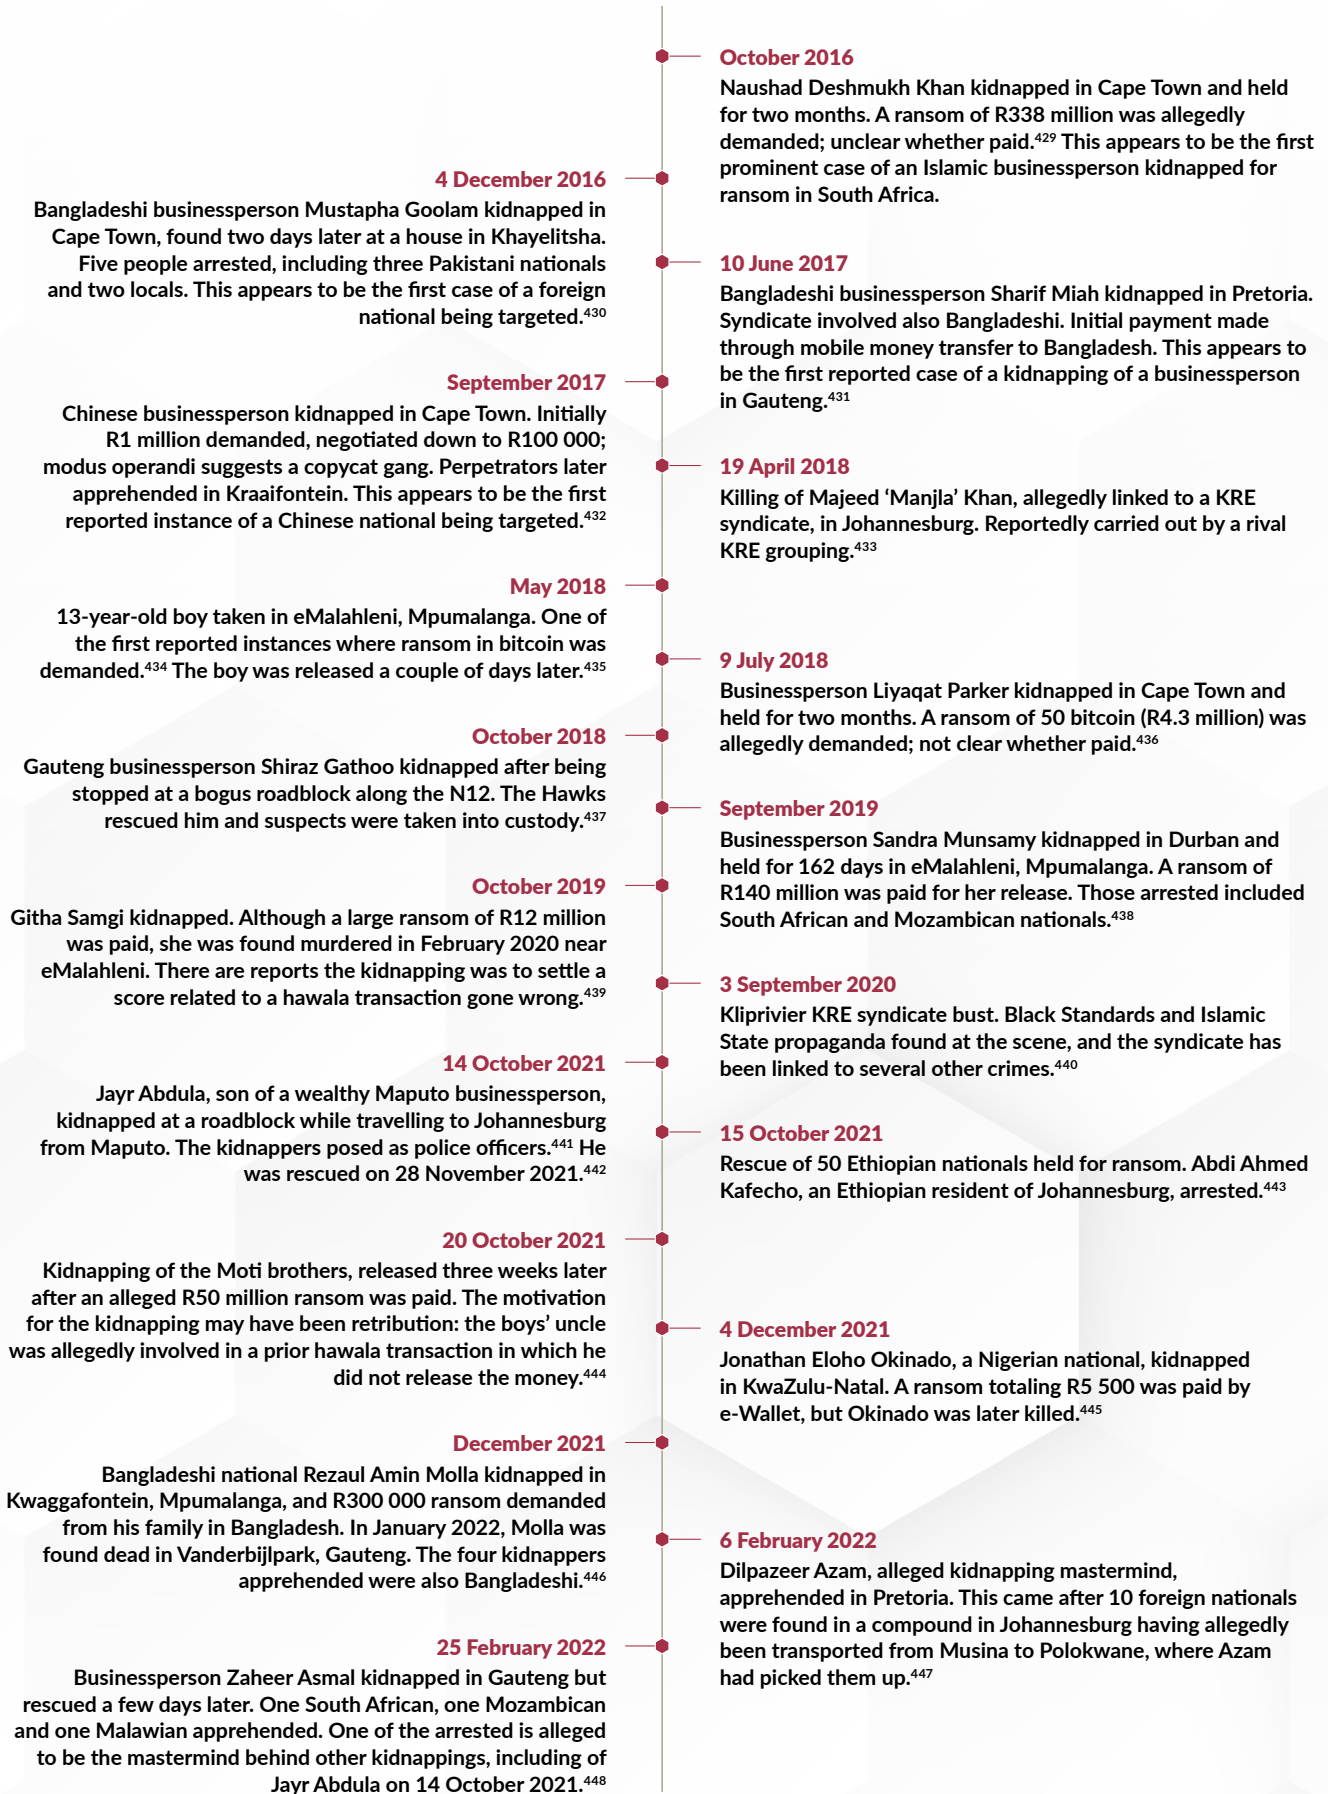 October 2016
Naushad Deshmukh Khan kidnapped in Cape Town and held
for two months. A ransom of R338 million was allegedly
demanded; unclear whether paid.429 This appears to be the first
prominent case of an Islamic businessperson kidnapped for
ransom in South Africa.
4 December 2016
Bangladeshi businessperson Mustapha Goolam kidnapped in
Cape Town, found two days later at a house in Khayelitsha.
Five people arrested, including three Pakistani nationals
and two locals. This appears to be the first case of a foreign
national being targeted.430
10 June 2017
Bangladeshi businessperson Sharif Miah kidnapped in Pretoria.
Syndicate involved also Bangladeshi. Initial payment made
through mobile money transfer to Bangladesh. This appears to
be the first reported case of a kidnapping of a businessperson
in Gauteng.431
September 2017
Chinese businessperson kidnapped in Cape Town. Initially
R1 million demanded, negotiated down to R100 000;
modus operandi suggests a copycat gang. Perpetrators later
apprehended in Kraaifontein. This appears to be the first
reported instance of a Chinese national being targeted.432
19 April 2018
Killing of Majeed ‘Manjla’ Khan, allegedly linked to a KRE
syndicate, in Johannesburg. Reportedly carried out by a rival
KRE grouping.433
May 2018
13-year-old boy taken in eMalahleni, Mpumalanga. One of
the first reported instances where ransom in bitcoin was
demanded.434 The boy was released a couple of days later.435
9 July 2018
Businessperson Liyaqat Parker kidnapped in Cape Town and
held for two months. A ransom of 50 bitcoin (R4.3 million) was
allegedly demanded; not clear whether paid.436
October 2018
Gauteng businessperson Shiraz Gathoo kidnapped after being
stopped at a bogus roadblock along the N12. The Hawks
rescued him and suspects were taken into custody.437
September 2019
Businessperson Sandra Munsamy kidnapped in Durban and
held for 162 days in eMalahleni, Mpumalanga. A ransom of
R140 million was paid for her release. Those arrested included
South African and Mozambican nationals.438
October 2019
Githa Samgi kidnapped. Although a large ransom of R12 million
was paid, she was found murdered in February 2020 near
eMalahleni. There are reports the kidnapping was to settle a
score related to a hawala transaction gone wrong.439
3 September 2020
Kliprivier KRE syndicate bust. Black Standards and Islamic
State propaganda found at the scene, and the syndicate has
been linked to several other crimes.440
14 October 2021
Jayr Abdula, son of a wealthy Maputo businessperson,
kidnapped at a roadblock while travelling to Johannesburg
from Maputo. The kidnappers posed as police officers.441 He
was rescued on 28 November 2021.442
15 October 2021
Rescue of 50 Ethiopian nationals held for ransom. Abdi Ahmed
Kafecho, an Ethiopian resident of Johannesburg, arrested.443
20 October 2021
Kidnapping of the Moti brothers, released three weeks later
after an alleged R50 million ransom was paid. The motivation
for the kidnapping may have been retribution: the boys’ uncle
was allegedly involved in a prior hawala transaction in which he
did not release the money.444
4 December 2021
Jonathan Eloho Okinado, a Nigerian national, kidnapped
in KwaZulu-Natal. A ransom totaling R5 500 was paid by
e-Wallet, but Okinado was later killed.445
December 2021
Bangladeshi national Rezaul Amin Molla kidnapped in
Kwaggafontein, Mpumalanga, and R300 000 ransom demanded
from his family in Bangladesh. In January 2022, Molla was
found dead in Vanderbijlpark, Gauteng. The four kidnappers
apprehended were also Bangladeshi.446
6 February 2022
Dilpazeer Azam, alleged kidnapping mastermind,
apprehended in Pretoria. This came after 10 foreign nationals
were found in a compound in Johannesburg having allegedly
been transported from Musina to Polokwane, where Azam
had picked them up.447
25 February 2022
Businessperson Zaheer Asmal kidnapped in Gauteng but
rescued a few days later. One South African, one Mozambican
and one Malawian apprehended. One of the arrested is alleged
to be the mastermind behind other kidnappings, including of
Jayr Abdula on 14 October 2021.448